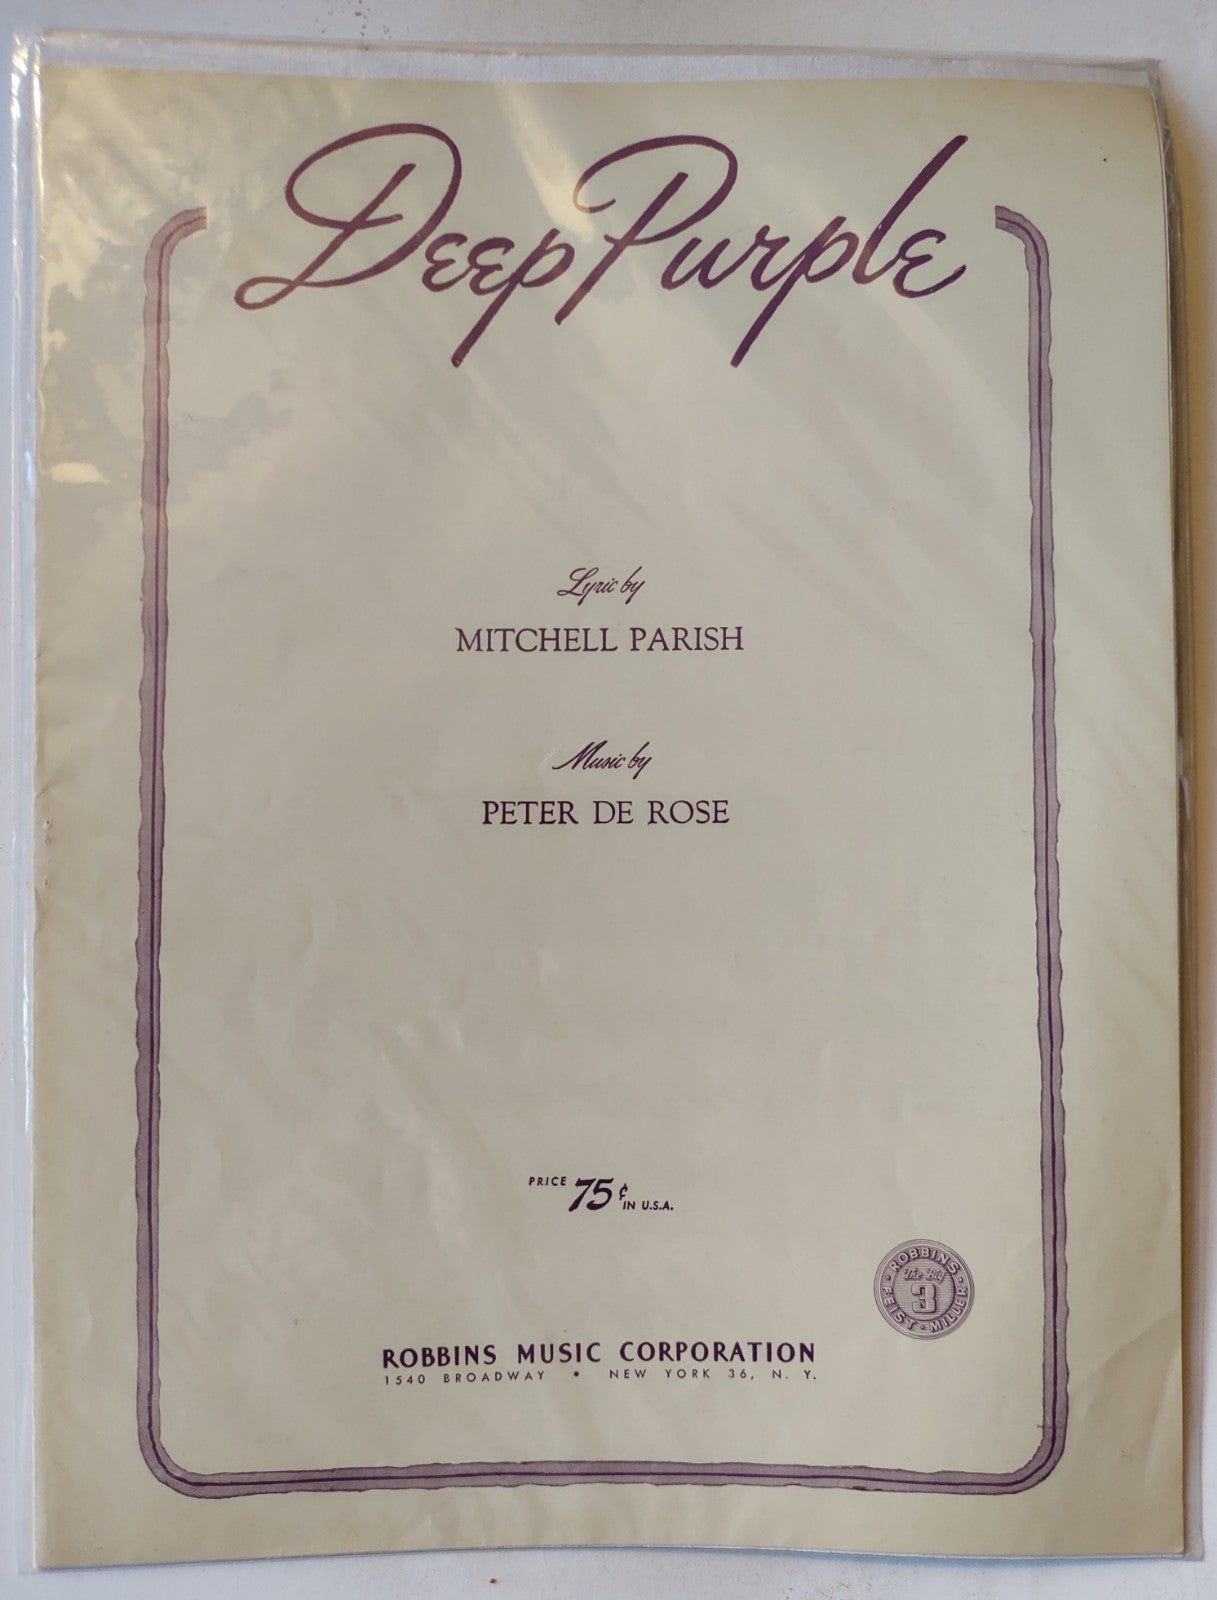 Deep Purple
Lyric by
MITCHELL PARISH
Music by
PETER DE ROSE
PRICE 75¢ IN U.S.A.
ROBBINS
The Big
3
FEIST • MILLER
ROBBINS MUSIC CORPORATION
1540 BROADWAY • NEW YORK 36, N. Y.